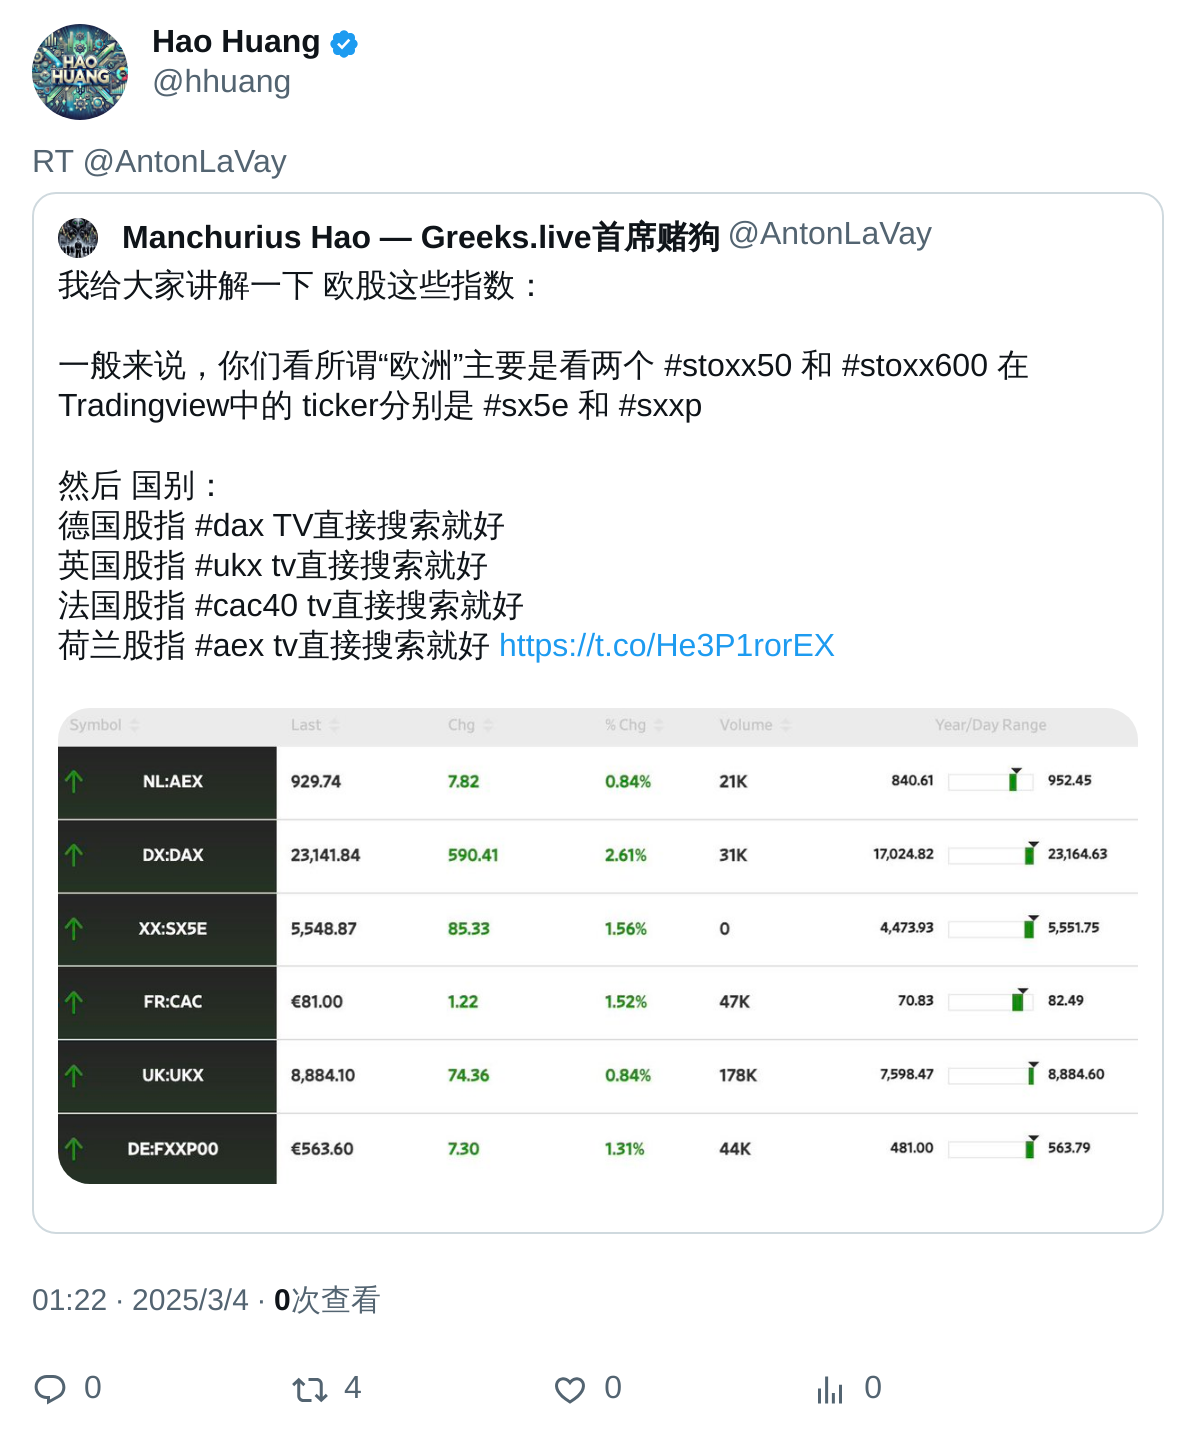 Hao Huang
@hhuang
HAO
HUANG
RT @AntonLaVay
Manchurius Hao — Greeks.live首席赌狗 @AntonLaVay
我给大家讲解一下 欧股这些指数：
一般来说，你们看所谓“欧洲”主要是看两个 #stoxx50 和 #stoxx600 在
Tradingview中的 ticker分别是 #sx5e 和 #sxxp
然后 国别：
德国股指 #dax TV直接搜索就好
英国股指 #ukx tv直接搜索就好
法国股指 #cac40 tv直接搜索就好
荷兰股指 #aex tv直接搜索就好 https://t.co/He3P1rorEX
Symbol Last Chg % Chg Volume Year/Day Range
NL:AEX 929.74 7.82 0.84% 21K 840.61 952.45
DX:DAX 23,141.84 590.41 2.61% 31K 17,024.82 23,164.63
XX:SX5E 5,548.87 85.33 1.56% 0 4,473.93 5,551.75
FR:CAC €81.00 1.22 1.52% 47K 70.83 82.49
UK:UKX 8,884.10 74.36 0.84% 178K 7,598.47 8,884.60
DE:FXXP00 €563.60 7.30 1.31% 44K 481.00 563.79
01:22 · 2025/3/4 · 0次查看
0 4 0 0